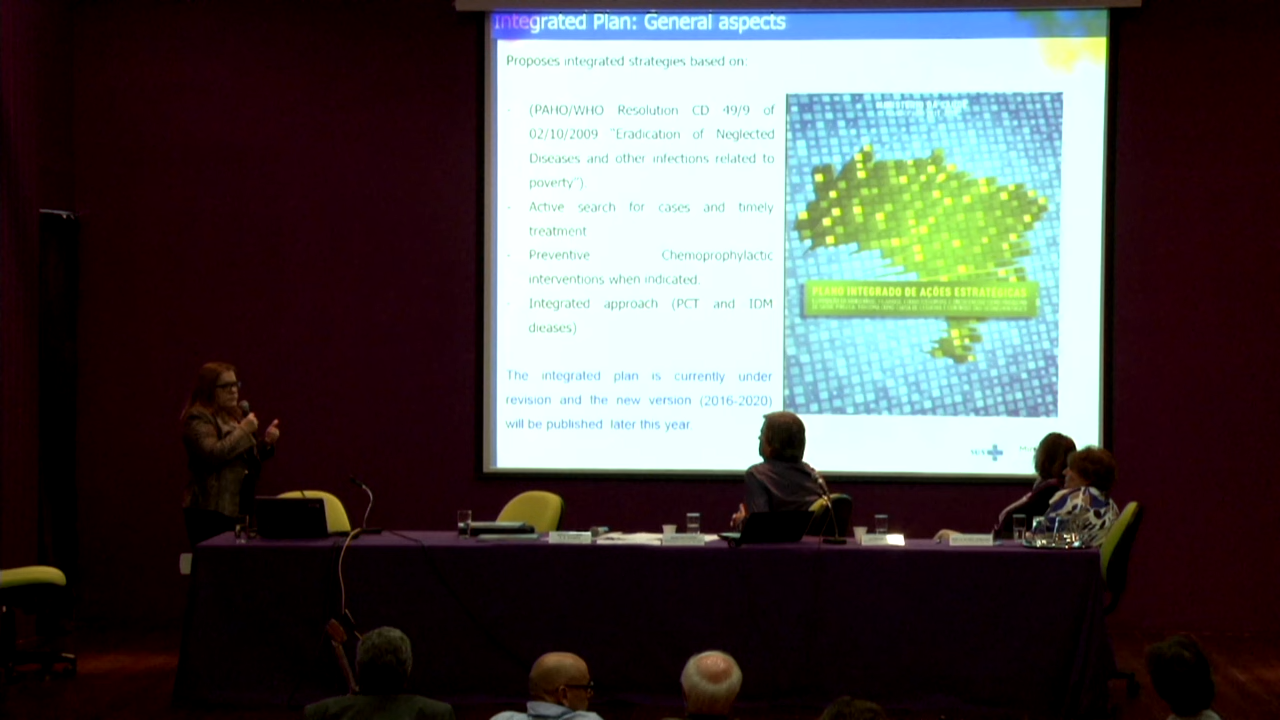 Integrated Plan: General aspects
Proposes integrated strategies based on:
- (PAHO/WHO Resolution CD 49/9 of
02/10/2009 "Eradication of Neglected
Diseases and other infections related to
poverty").
- Active search for cases and timely
treatment
- Preventive Chemoprophylactic
interventions when indicated.
- Integrated approach (PCT and IDM
dieases)
The integrated plan is currently under
revision and the new version (2016-2020)
will be published later this year
PLANO INTEGRADO DE AÇÕES ESTRATÉGICAS